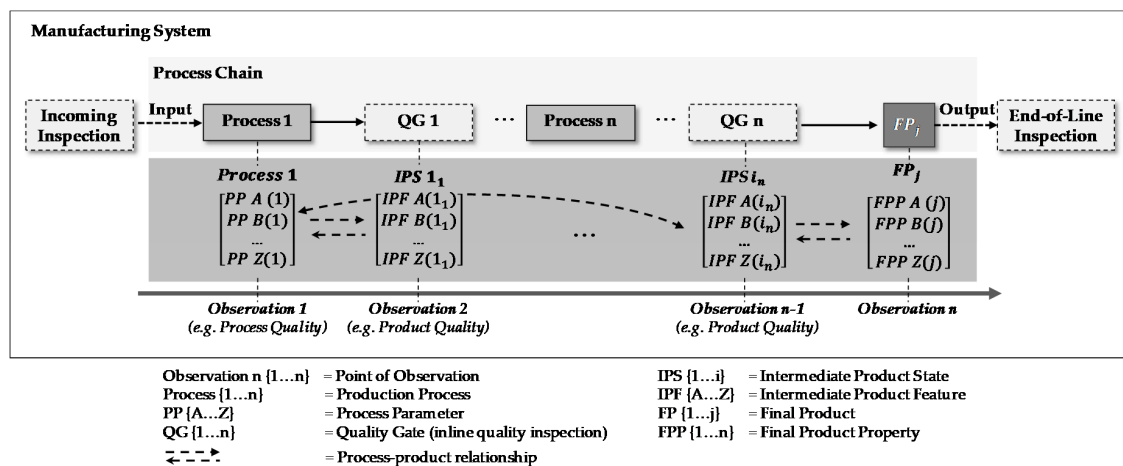 Manufacturing System
Process Chain
Incoming Inspection
Input
Process 1
QG 1
...
Process n
...
QG n
FPⱼ
Output
End-of-Line Inspection
Process 1
IPS 1₁
IPS iₙ
FPⱼ
PP A (1)
PP B(1)
...
PP Z(1)
IPF A(1₁)
IPF B(1₁)
...
IPF Z(1₁)
...
IPF A(iₙ)
IPF B(iₙ)
...
IPF Z(iₙ)
FPP A (j)
FPP B(j)
...
FPP Z(j)
Observation 1
(e.g. Process Quality)
Observation 2
(e.g. Product Quality)
Observation n-1
(e.g. Product Quality)
Observation n
Observation n {1...n} = Point of Observation
Process {1...n} = Production Process
PP {A...Z} = Process Parameter
QG {1...n} = Quality Gate (inline quality inspection)
= Process-product relationship
IPS {1...i} = Intermediate Product State
IPF {A...Z} = Intermediate Product Feature
FP {1...j} = Final Product
FPP {1...n} = Final Product Property